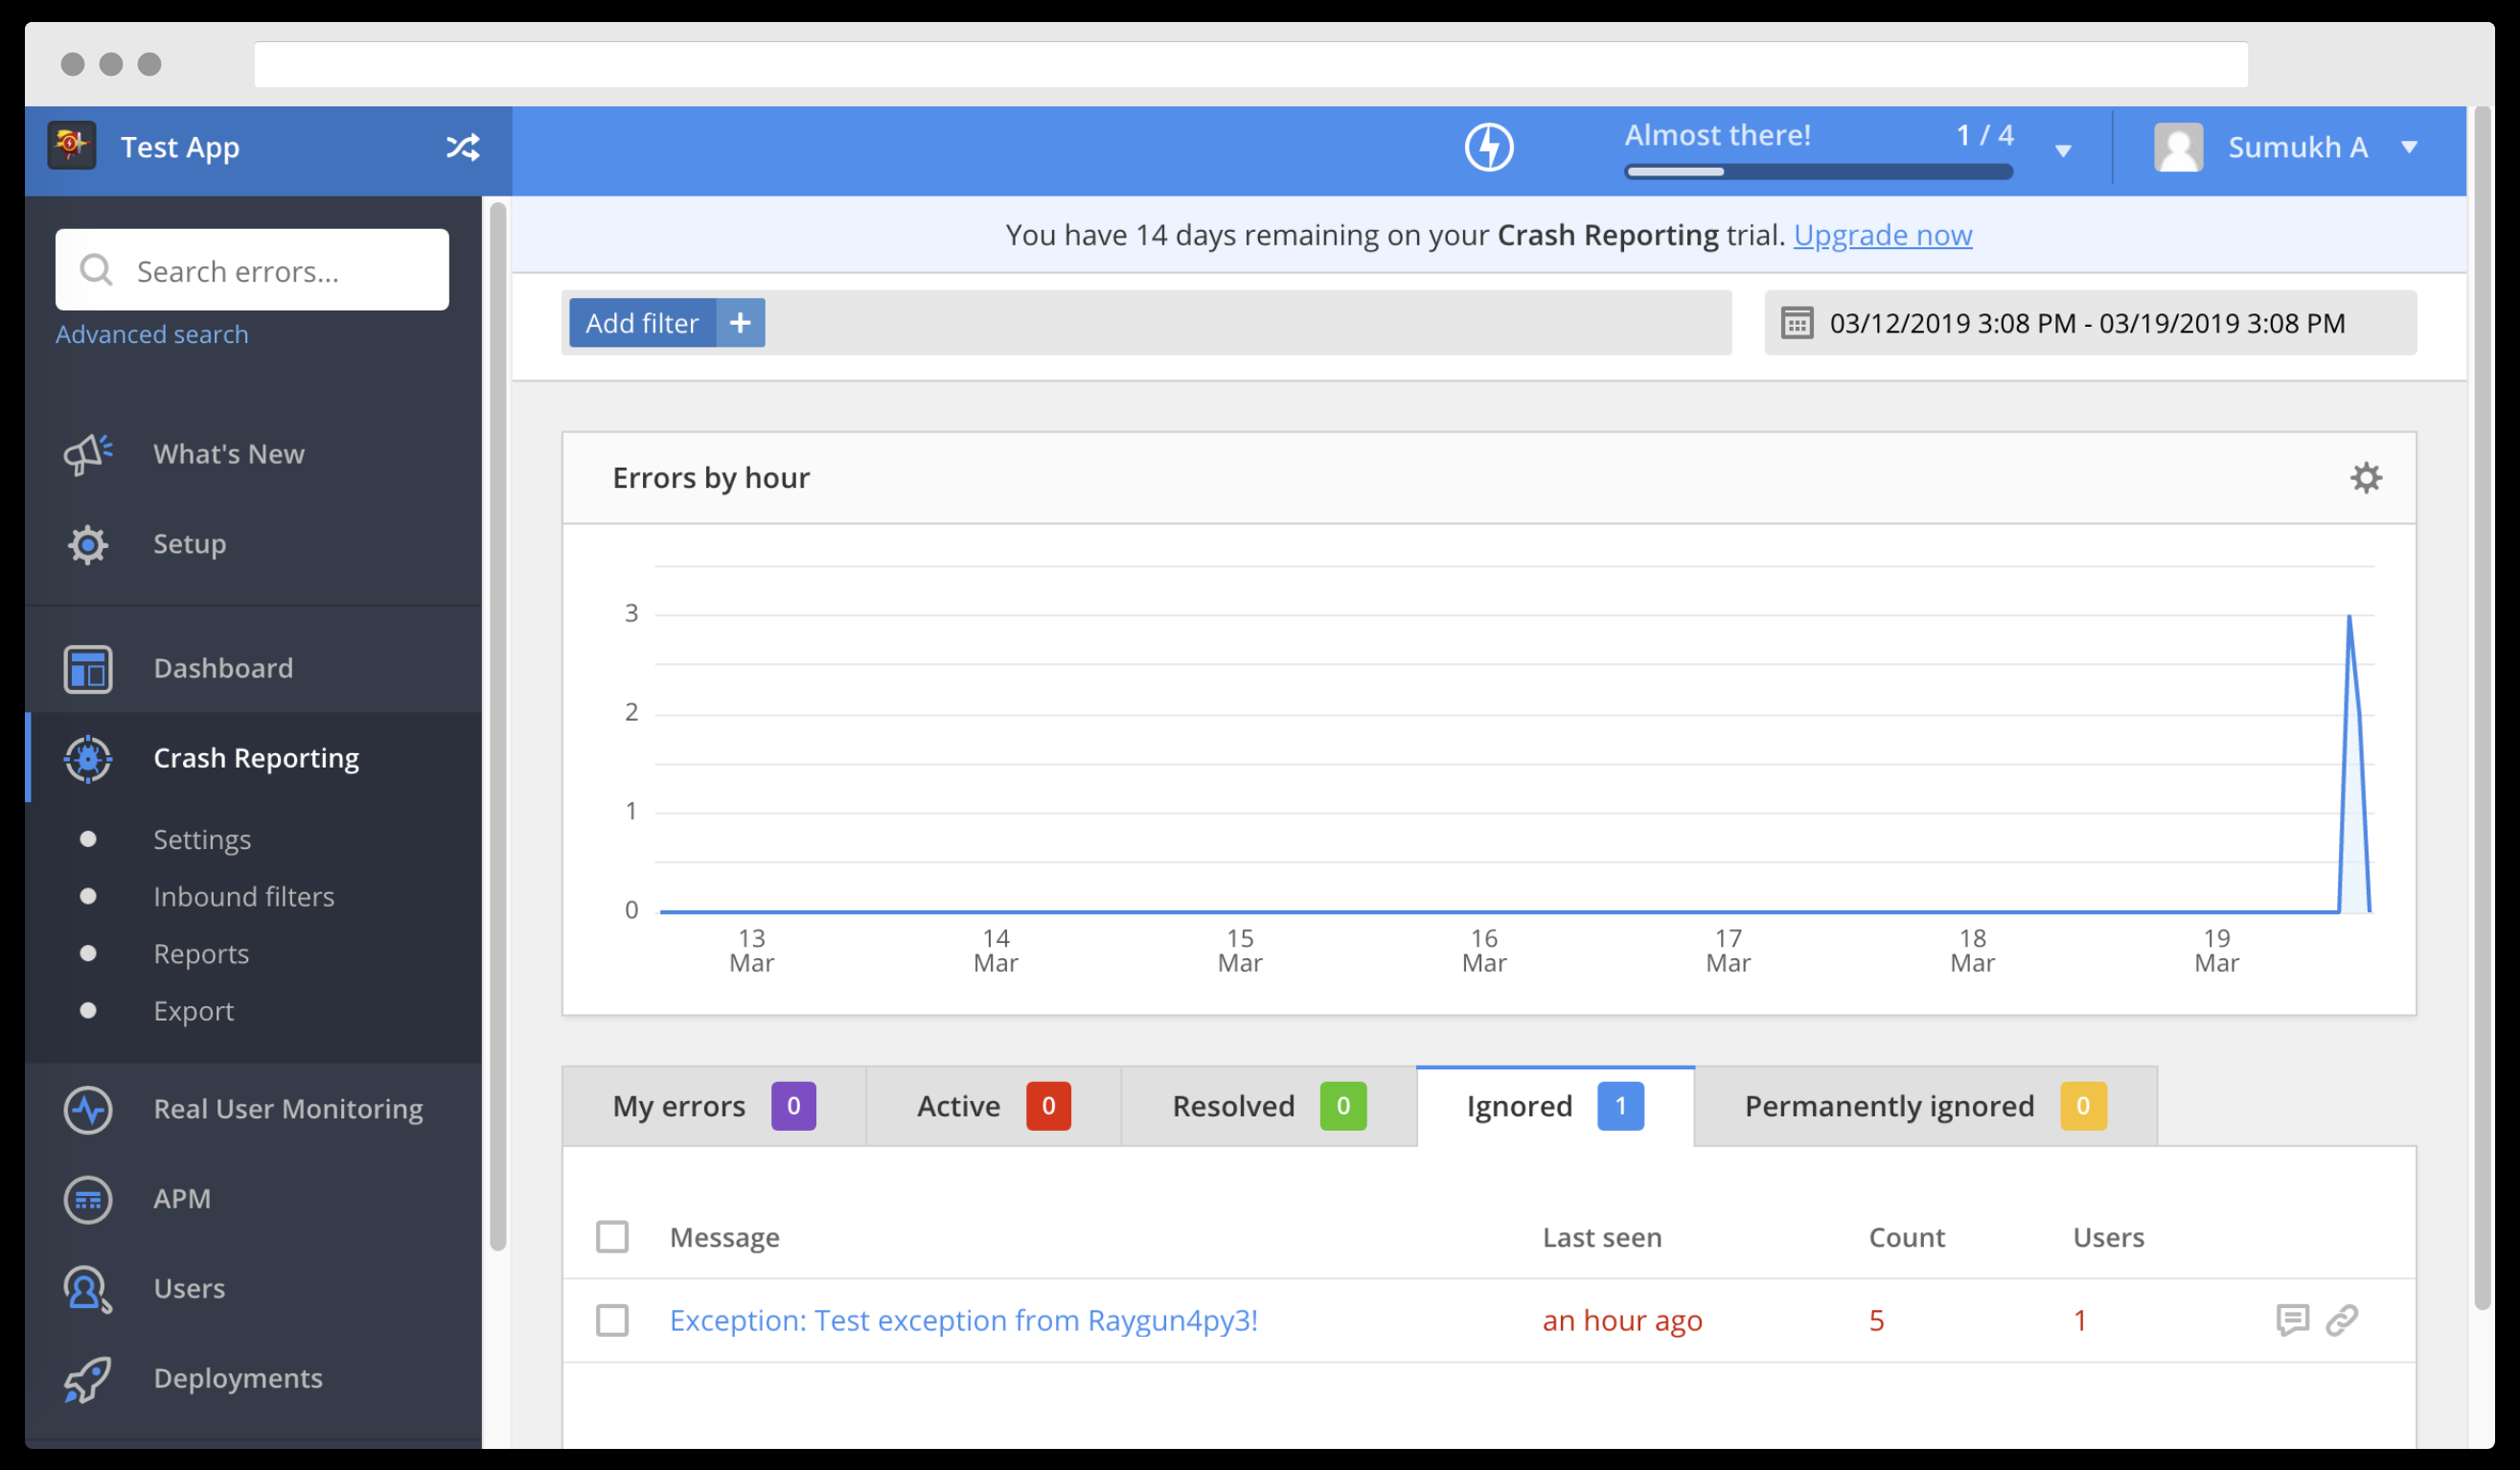 Test App
Almost there! 1 / 4
Sumukh A
Search errors...
Advanced search
What's New
Setup
Dashboard
Crash Reporting
Settings
Inbound filters
Reports
Export
Real User Monitoring
APM
Users
Deployments
You have 14 days remaining on your Crash Reporting trial. Upgrade now
Add filter +
03/12/2019 3:08 PM - 03/19/2019 3:08 PM
Errors by hour
3
2
1
0
13 Mar
14 Mar
15 Mar
16 Mar
17 Mar
18 Mar
19 Mar
My errors 0
Active 0
Resolved 0
Ignored 1
Permanently ignored 0
Message Last seen Count Users
Exception: Test exception from Raygun4py3! an hour ago 5 1